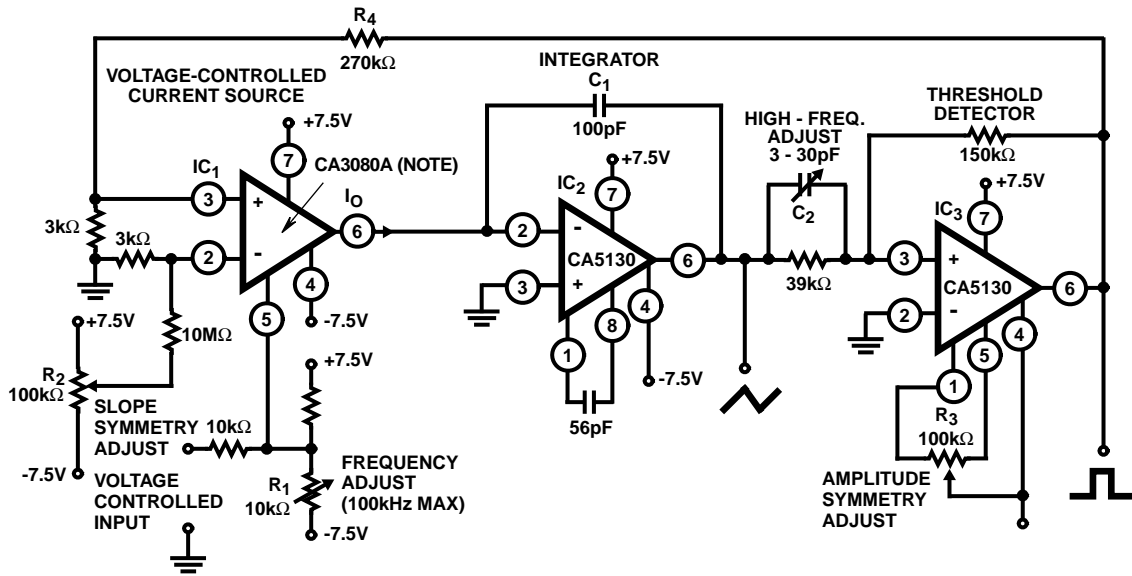 R4
270kΩ
VOLTAGE-CONTROLLED
CURRENT SOURCE
+7.5V
7
IC1
CA3080A (NOTE)
3
+
IO
6
3kΩ
3kΩ
2
-
4
-7.5V
5
+7.5V
+7.5V
10MΩ
R2
100kΩ
SLOPE
SYMMETRY
ADJUST
10kΩ
-7.5V
VOLTAGE
CONTROLLED
INPUT
R1
10kΩ
FREQUENCY
ADJUST
(100kHz MAX)
-7.5V
INTEGRATOR
C1
100pF
+7.5V
IC2
7
2
-
CA5130
6
3
+
4
8
1
-7.5V
56pF
HIGH - FREQ.
ADJUST
3 - 30pF
C2
39kΩ
THRESHOLD
DETECTOR
150kΩ
+7.5V
IC3
7
3
+
CA5130
6
2
-
4
5
1
R3
100kΩ
AMPLITUDE
SYMMETRY
ADJUST